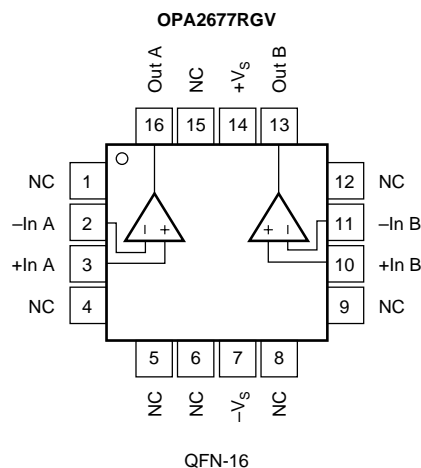 OPA2677RGV
Out A
NC
+VS
Out B
16
15
14
13
NC
1
12
NC
–In A
2
– +
+ –
11
–In B
+In A
3
10
+In B
NC
4
9
NC
5
6
7
8
NC
NC
–VS
NC
QFN-16